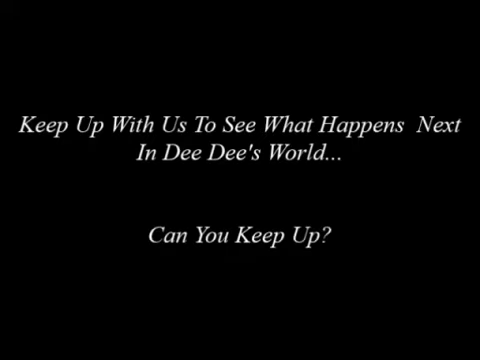 Keep Up With Us To See What Happens  Next
In Dee Dee's World...
Can You Keep Up?